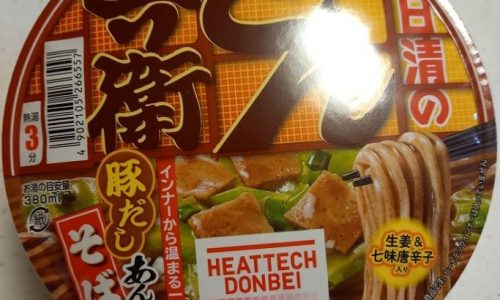 日清の
兵衛
4902105266557
熱湯
3
分
お湯の目安量
380ml
紙
インナーから温まる
豚だし
あん
そば
HEATTECH
DONBEI
生姜&
七味唐辛子
入り